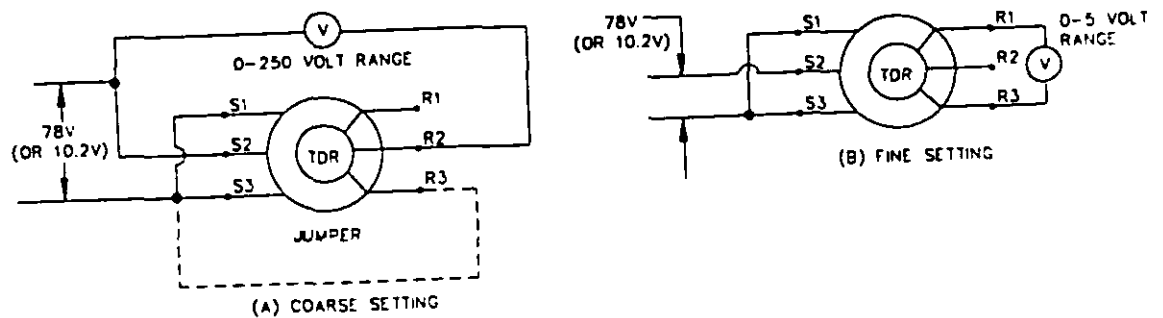 V
0-250 VOLT RANGE
78V
(OR 10.2V)
S1
S2
S3
TDR
R1
R2
R3
JUMPER
(A) COARSE SETTING
78V
(OR 10.2V)
S1
S2
S3
TDR
R1
R2
R3
0-5 VOLT
RANGE
V
(B) FINE SETTING